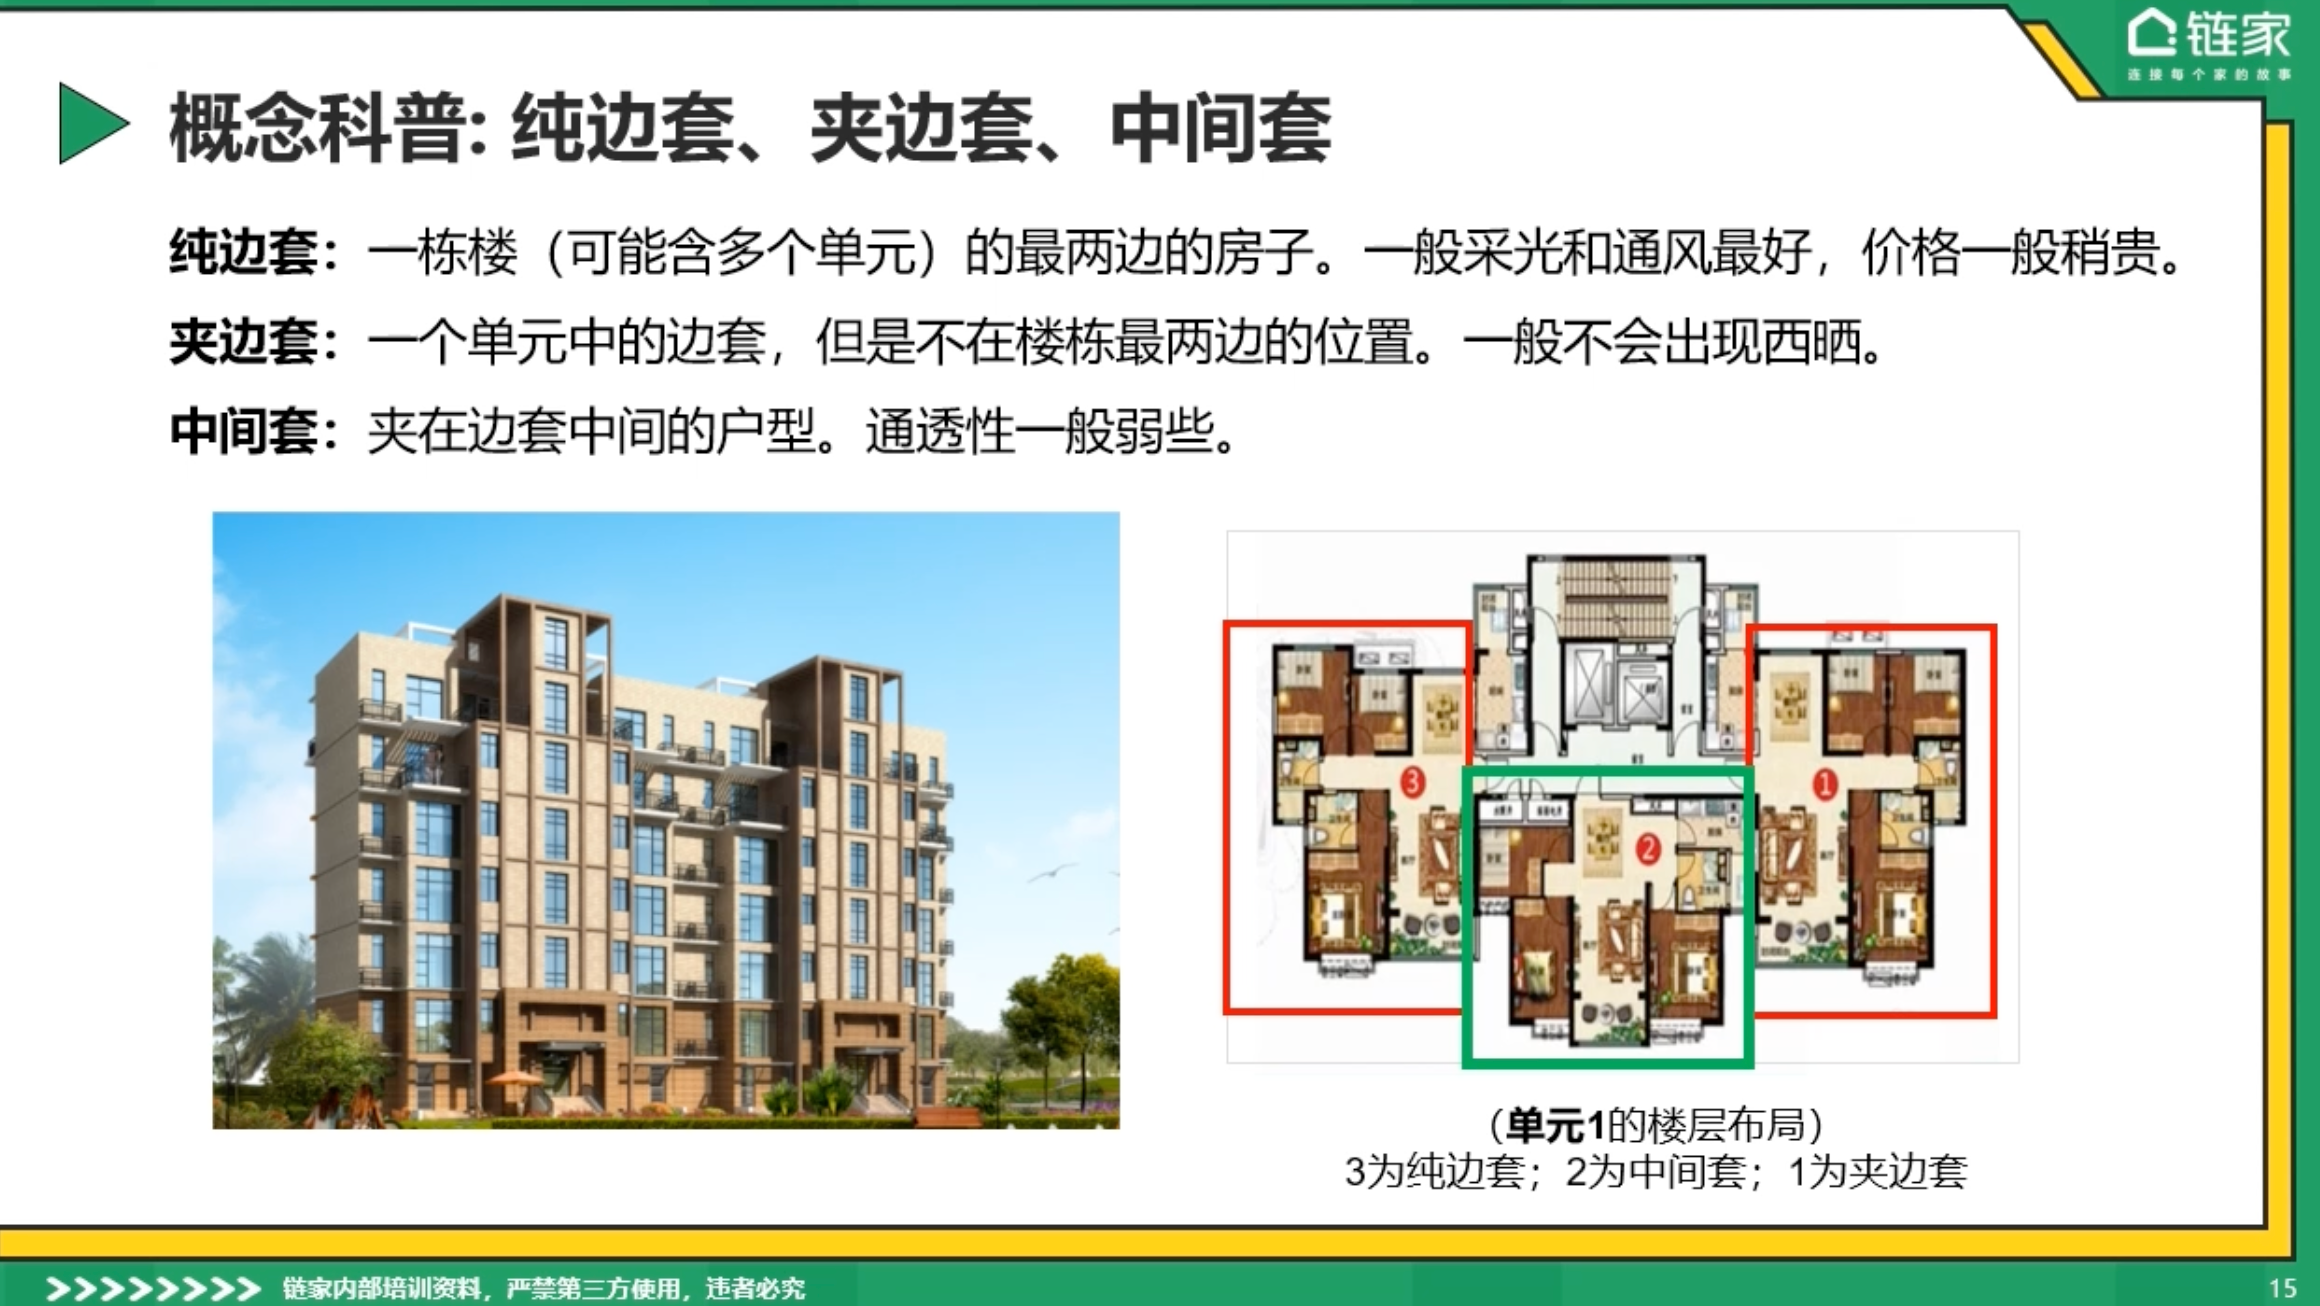 链家
连接每个家的故事
概念科普: 纯边套、夹边套、中间套
纯边套：一栋楼（可能含多个单元）的最两边的房子。一般采光和通风最好，价格一般稍贵。
夹边套：一个单元中的边套，但是不在楼栋最两边的位置。一般不会出现西晒。
中间套：夹在边套中间的户型。通透性一般弱些。
3
1
2
（单元1的楼层布局）
3为纯边套；2为中间套；1为夹边套
链家内部培训资料，严禁第三方使用，违者必究
15